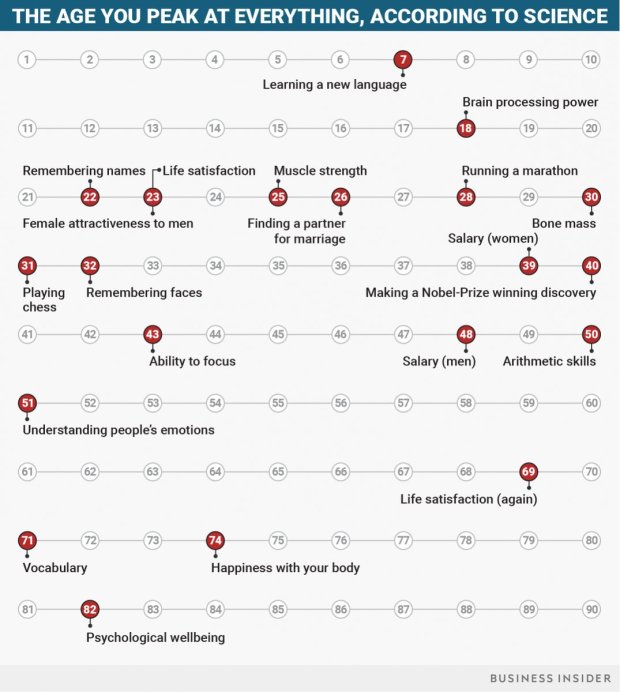 THE AGE YOU PEAK AT EVERYTHING, ACCORDING TO SCIENCE
1 2 3 4 5 6 7 8 9 10
Learning a new language
Brain processing power
11 12 13 14 15 16 17 18 19 20
Remembering names Life satisfaction Muscle strength Running a marathon
21 22 23 24 25 26 27 28 29 30
Female attractiveness to men Finding a partner Bone mass
for marriage Salary (women)
31 32 33 34 35 36 37 38 39 40
Playing Remembering faces Making a Nobel-Prize winning discovery
chess
41 42 43 44 45 46 47 48 49 50
Ability to focus Salary (men) Arithmetic skills
51 52 53 54 55 56 57 58 59 60
Understanding people's emotions
61 62 63 64 65 66 67 68 69 70
Life satisfaction (again)
71 72 73 74 75 76 77 78 79 80
Vocabulary Happiness with your body
81 82 83 84 85 86 87 88 89 90
Psychological wellbeing
BUSINESS INSIDER